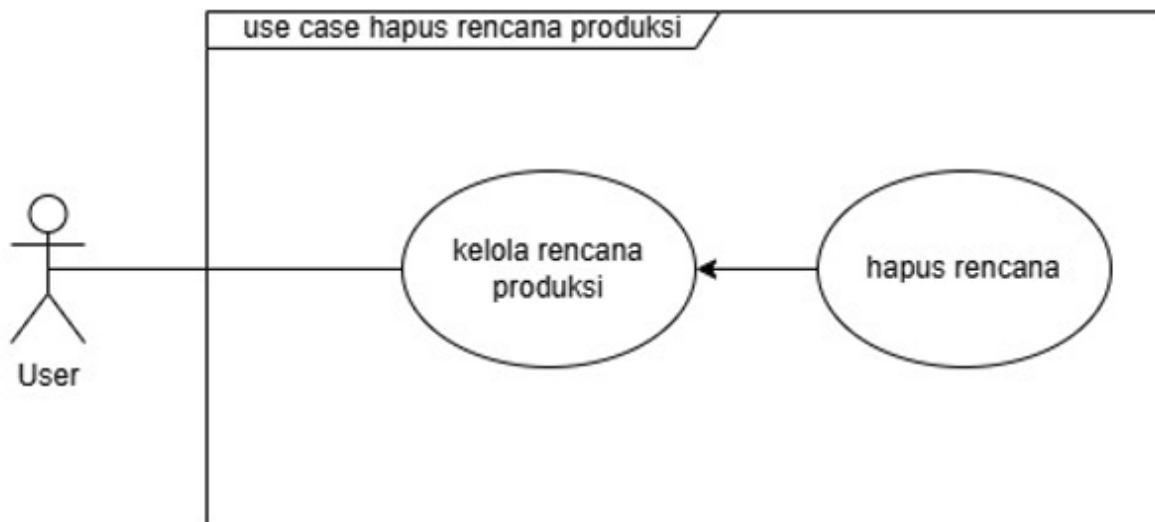 use case hapus rencana produksi
kelola rencana
produksi
hapus rencana
User